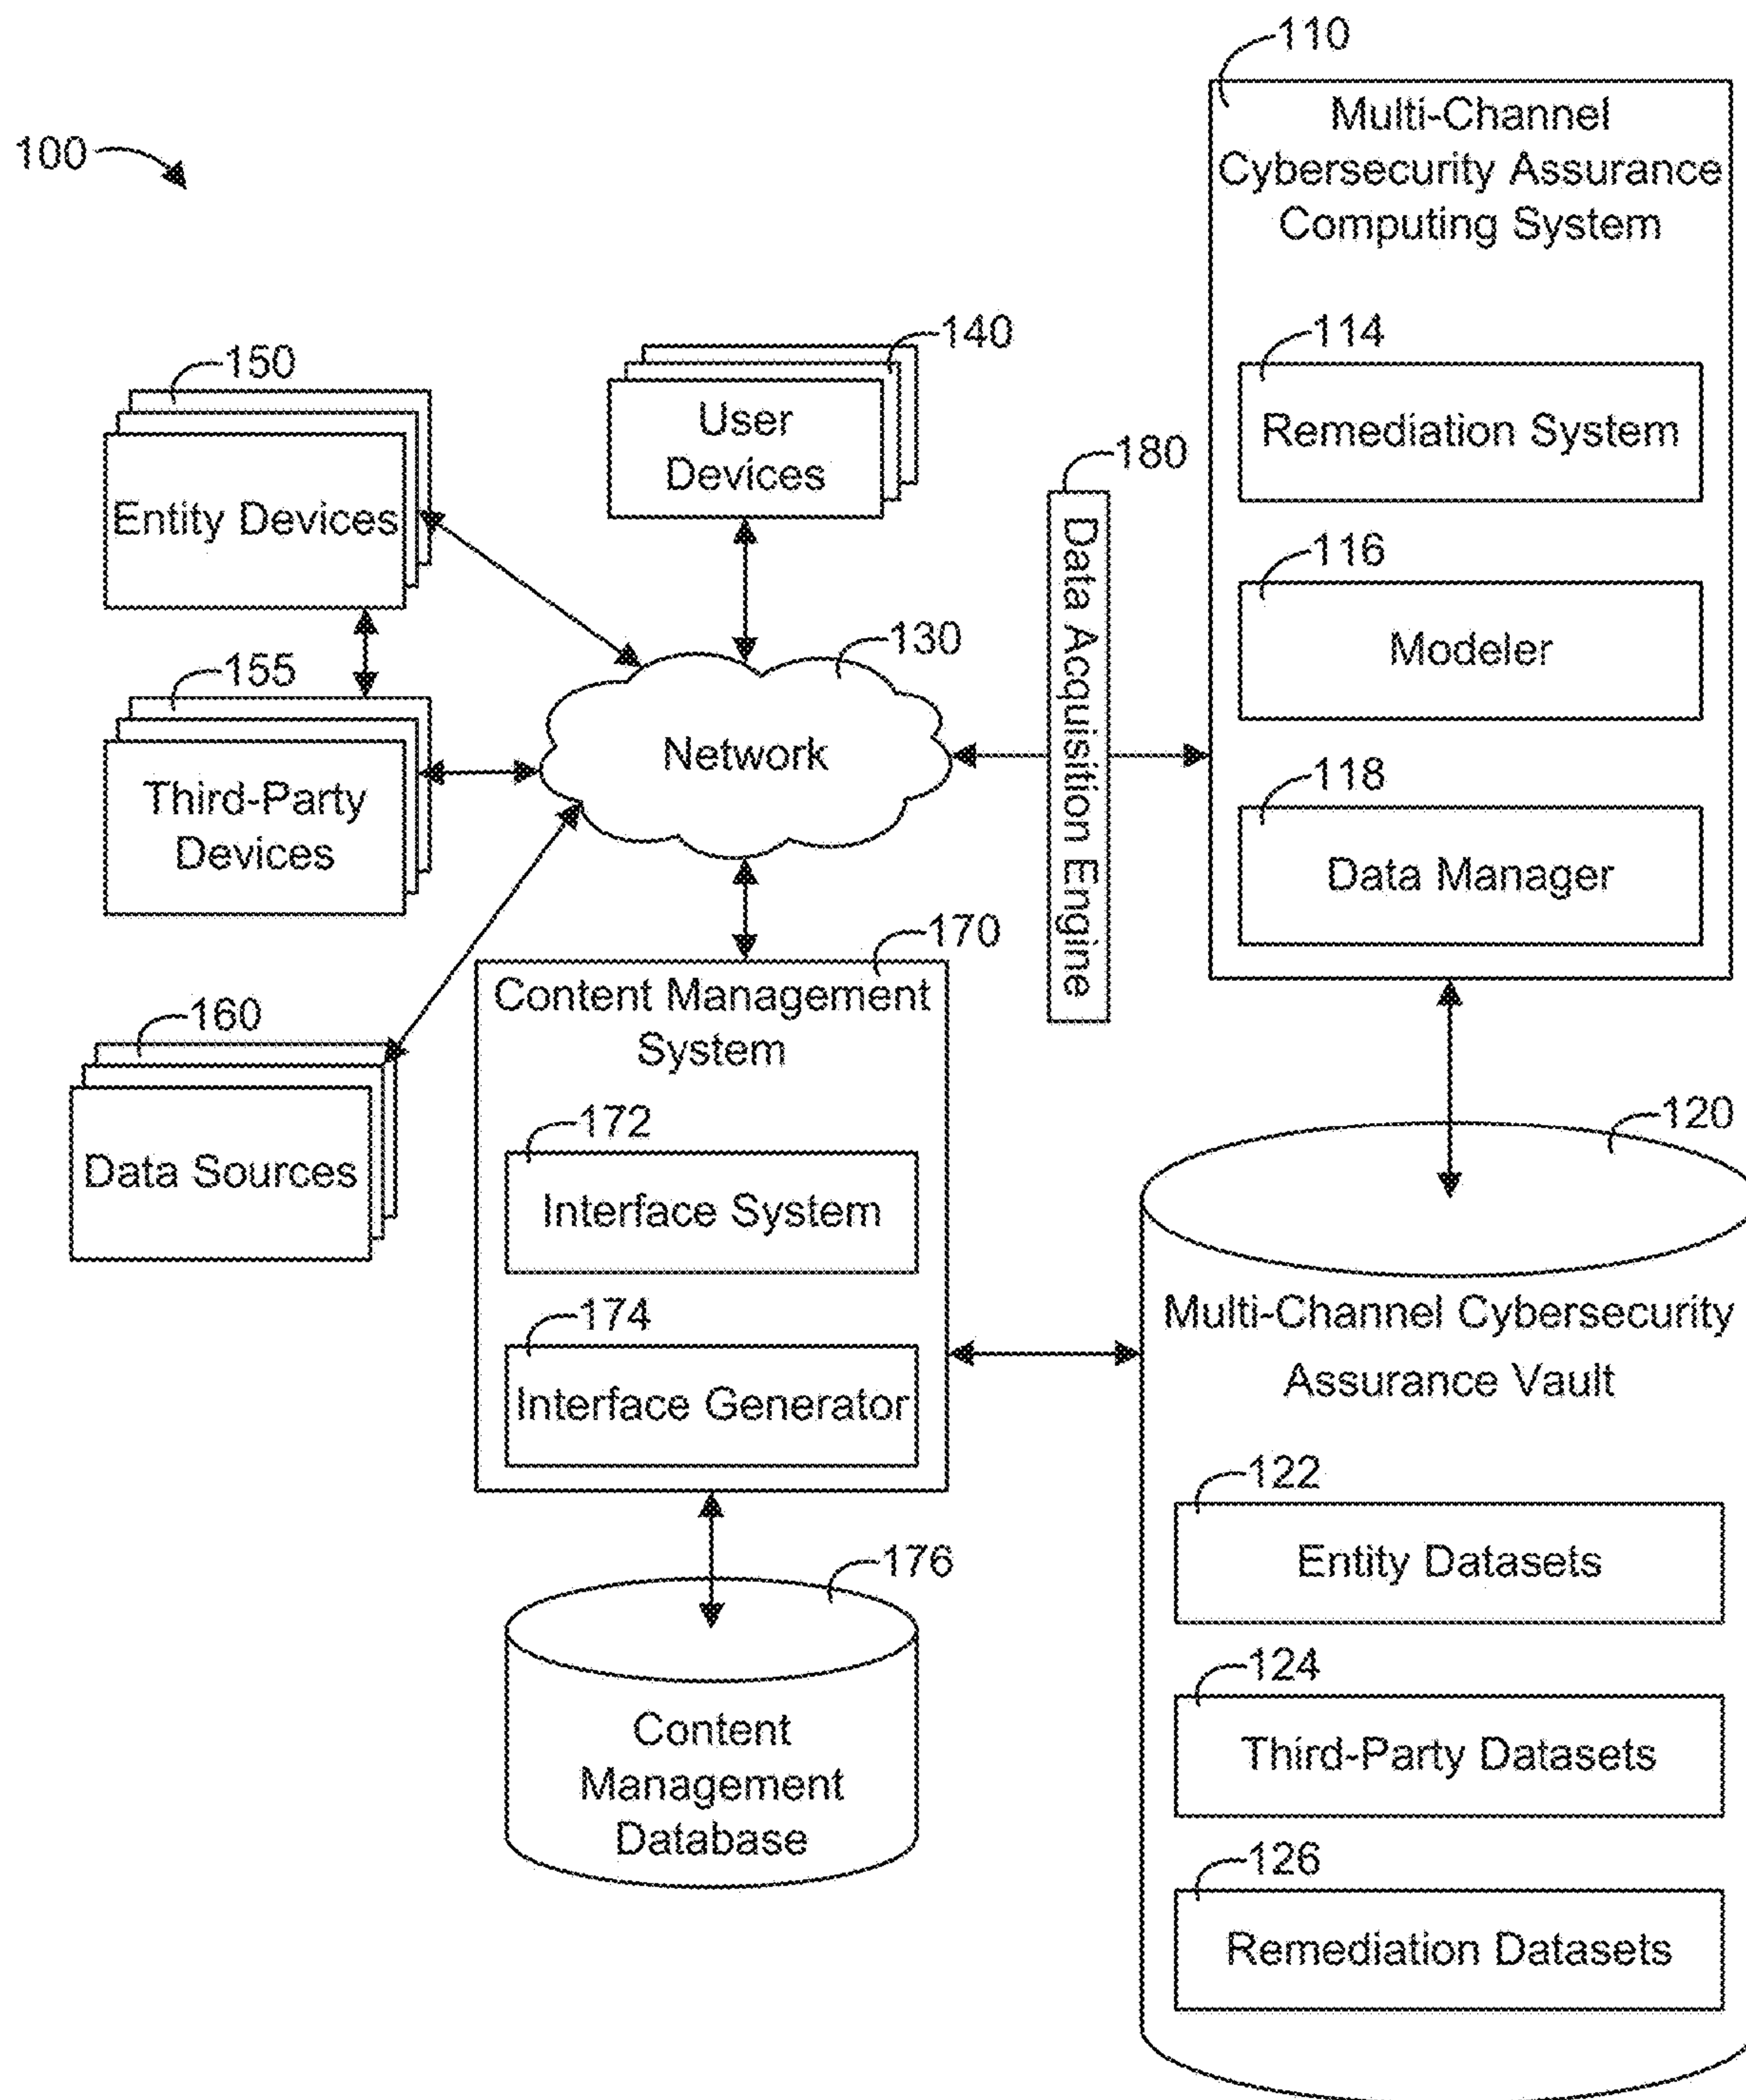 110
Multi-Channel
Cybersecurity Assurance
Computing System
100
114
Remediation System
116
Modeler
118
Data Manager
140
User
Devices
150
Entity Devices
180
Data Acquisition Engine
130
Network
155
Third-Party
Devices
170
Content Management
System
160
Data Sources
172
Interface System
174
Interface Generator
120
Multi-Channel Cybersecurity
Assurance Vault
122
Entity Datasets
124
Third-Party Datasets
126
Remediation Datasets
176
Content
Management
Database